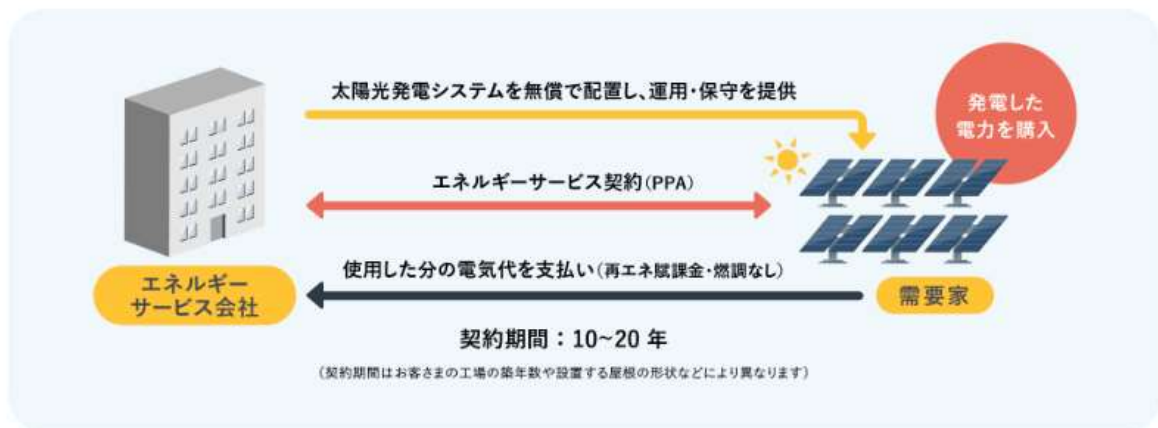 太陽光発電システムを無償で配置し、運用・保守を提供
発電した
電力を購入
エネルギーサービス契約(PPA)
使用した分の電気代を支払い(再エネ賦課金・燃調なし)
エネルギー
サービス会社
需要家
契約期間：10~20 年
(契約期間はお客さまの工場の築年数や設置する屋根の形状などにより異なります)